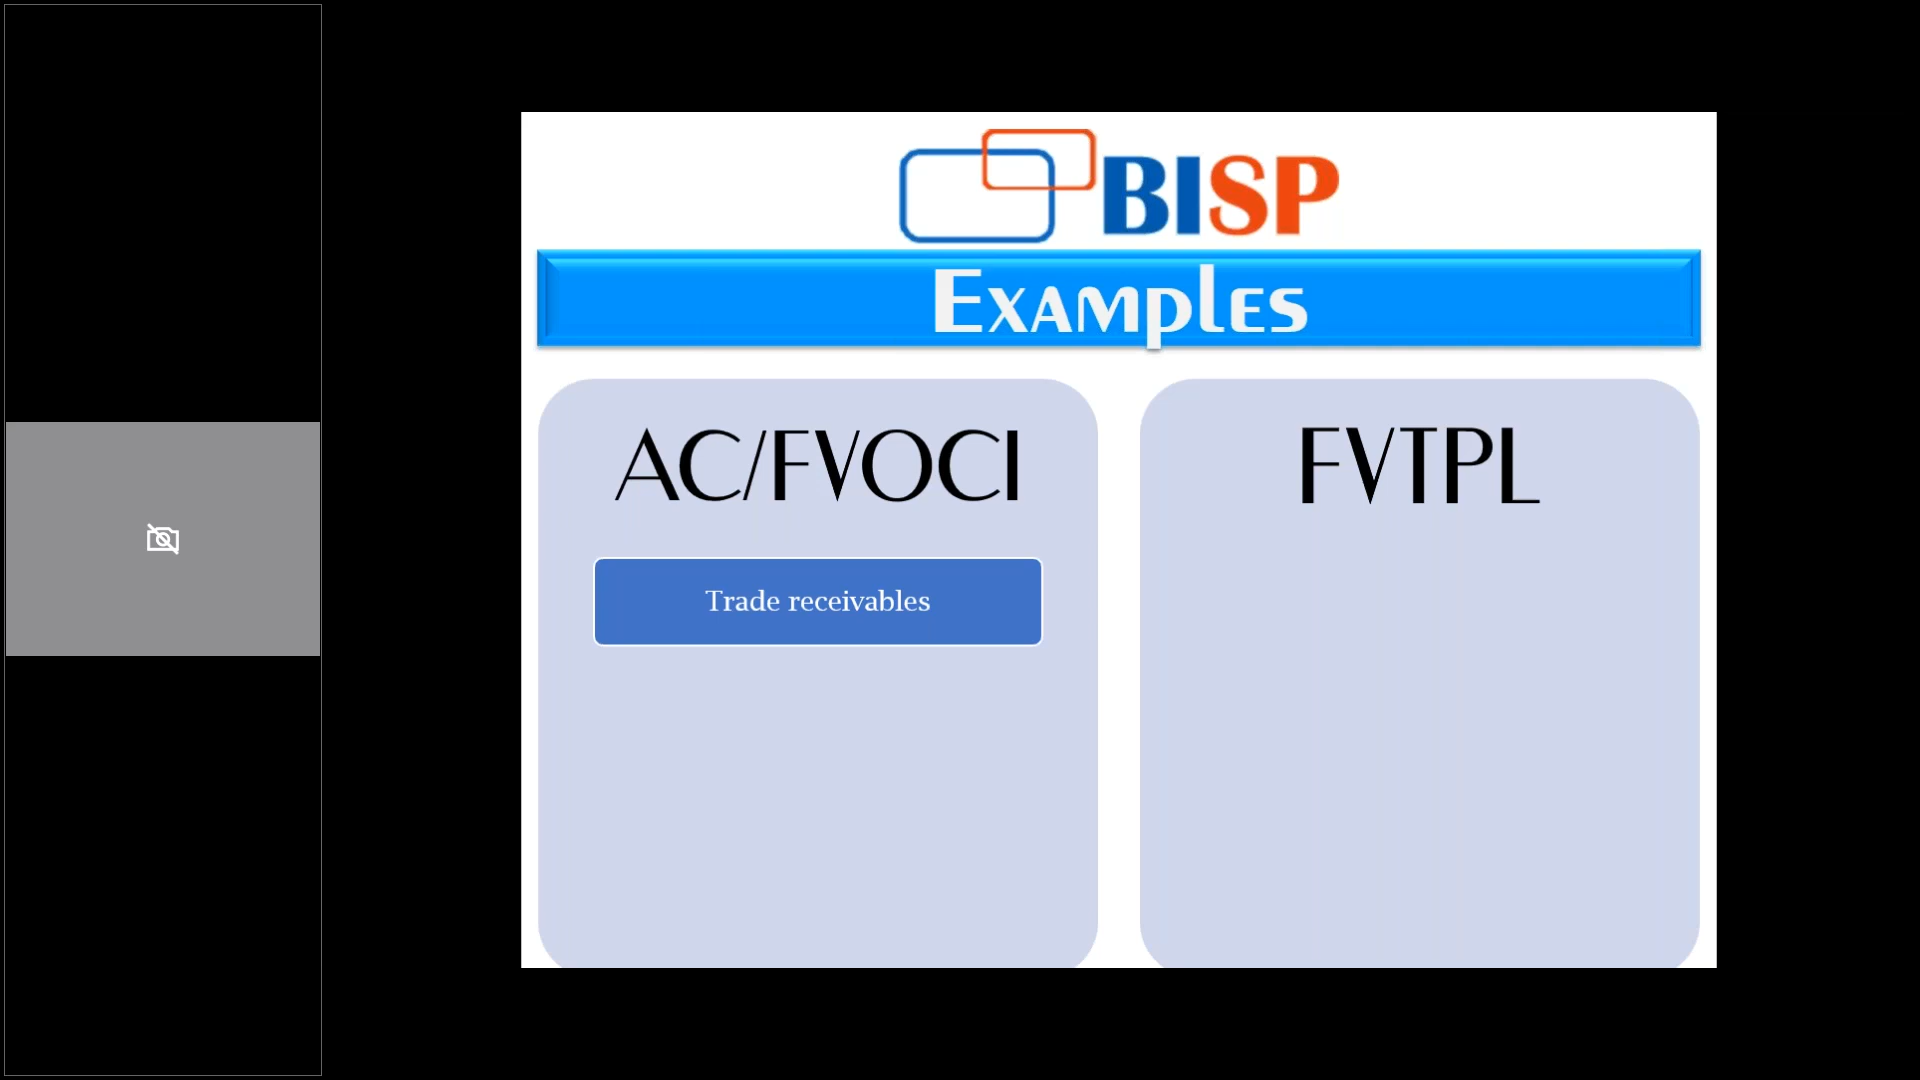 BISP
Examples
AC/FVOCI
Trade receivables
FVTPL